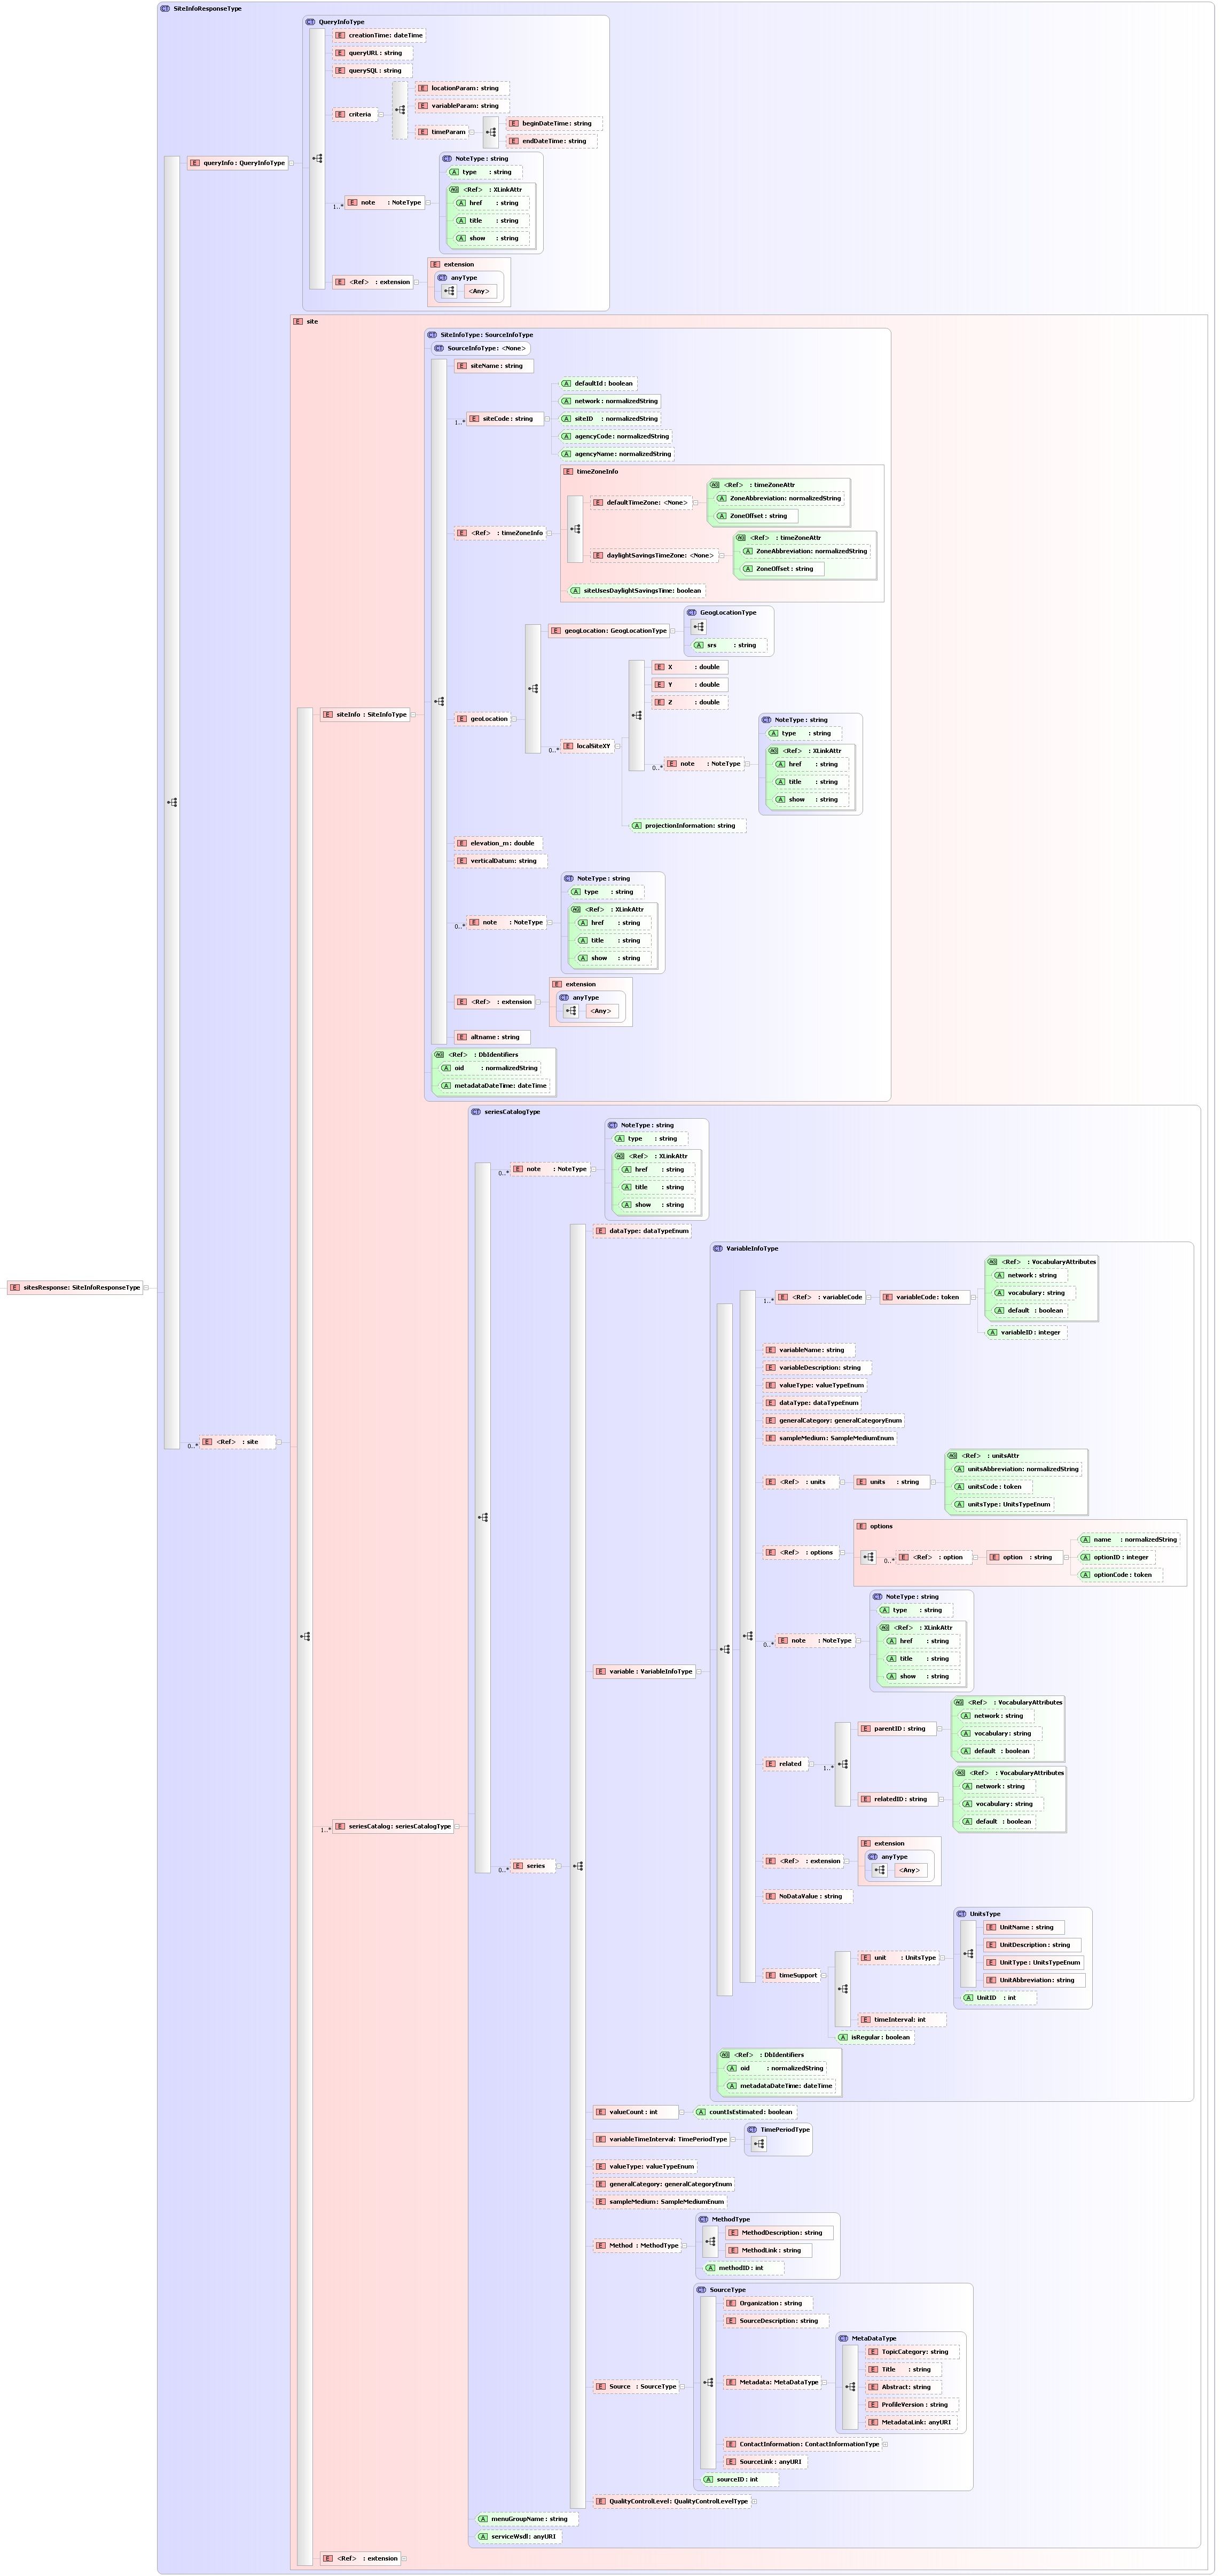 SiteInfoResponseType
QueryInfoType
E creationTime: dateTime
E queryURL : string
E querySQL : string
E locationParam: string
E variableParam: string
E criteria
E beginDateTime: string
E timeParam
E endDateTime: string
NoteType: string
A type : string
E queryInfo: QueryInfoType
<Ref> : XLinkAttr
A href : string
1..* E note : NoteType
A title : string
A show : string
E extension
anyType
E <Ref> : extension
<Any>
E site
SiteInfoType: SourceInfoType
SourceInfoType: <None>
E siteName: string
A defaultId: boolean
A network: normalizedString
1..* E siteCode: string
A siteID : normalizedString
A agencyCode: normalizedString
A agencyName: normalizedString
E timeZoneInfo
<Ref> : timeZoneAttr
A ZoneAbbreviation: normalizedString
E defaultTimeZone: <None>
A ZoneOffset: string
E <Ref> : timeZoneInfo
<Ref> : timeZoneAttr
A ZoneAbbreviation: normalizedString
E daylightSavingsTimeZone: <None>
A ZoneOffset: string
A siteUsesDaylightSavingsTime: boolean
GeogLocationType
E geogLocation: GeogLocationType
A srs : string
E X : double
E Y : double
E Z : double
E siteInfo : SiteInfoType
E geoLocation
NoteType: string
A type : string
0..* E localSiteXY
<Ref> : XLinkAttr
0..* E note : NoteType
A href : string
A title : string
A show : string
A projectionInformation: string
E elevation_m: double
E verticalDatum: string
NoteType: string
A type : string
<Ref> : XLinkAttr
0..* E note : NoteType
A href : string
A title : string
A show : string
E extension
anyType
E <Ref> : extension
<Any>
E altname: string
<Ref> : DbIdentifiers
A oid : normalizedString
A metadataDateTime: dateTime
seriesCatalogType
NoteType: string
A type : string
<Ref> : XLinkAttr
0..* E note : NoteType
A href : string
A title : string
A show : string
E dataType: dataTypeEnum
VariableInfoType
<Ref> : VocabularyAttributes
A network: string
E sitesResponse: SiteInfoResponseType
A vocabulary: string
1..* E <Ref> : variableCode
E variableCode: token
A default : boolean
A variableID: integer
E variableName: string
E variableDescription: string
E valueType: valueTypeEnum
E dataType: dataTypeEnum
E generalCategory: generalCategoryEnum
E sampleMedium: SampleMediumEnum
0..* E <Ref> : site
<Ref> : unitsAttr
A unitsAbbreviation: normalizedString
E <Ref> : units
E units : string
A unitsCode: token
A unitsType: UnitsTypeEnum
E options
A name : normalizedString
E <Ref> : options
0..* E <Ref> : option
E option : string
A optionID: integer
A optionCode: token
NoteType: string
A type : string
<Ref> : XLinkAttr
0..* E note : NoteType
A href : string
A title : string
A show : string
E variable : VariableInfoType
<Ref> : VocabularyAttributes
A network: string
E parentID: string
A vocabulary: string
A default : boolean
E related
1..*
<Ref> : VocabularyAttributes
A network: string
E relatedID: string
A vocabulary: string
A default : boolean
1..* E seriesCatalog: seriesCatalogType
E extension
anyType
E <Ref> : extension
<Any>
0..* E series
E NoDataValue: string
UnitsType
E UnitName: string
E UnitDescription: string
E unit : UnitsType
E UnitType: UnitsTypeEnum
E timeSupport
E UnitAbbreviation: string
A UnitID : int
E timeInterval: int
A isRegular: boolean
<Ref> : DbIdentifiers
A oid : normalizedString
A metadataDateTime: dateTime
E valueCount: int
A countIsEstimated: boolean
TimePeriodType
E variableTimeInterval: TimePeriodType
E valueType: valueTypeEnum
E generalCategory: generalCategoryEnum
E sampleMedium: SampleMediumEnum
MethodType
E MethodDescription: string
E Method : MethodType
E MethodLink: string
A methodID: int
SourceType
E Organization: string
E SourceDescription: string
MetaDataType
E TopicCategory: string
E Title : string
E Source : SourceType
E Metadata: MetaDataType
E Abstract: string
E ProfileVersion: string
E MetadataLink: anyURI
E ContactInformation: ContactInformationType
E SourceLink: anyURI
A sourceID: int
E QualityControlLevel: QualityControlLevelType
A menuGroupName: string
A serviceWsdl: anyURI
E <Ref> : extension